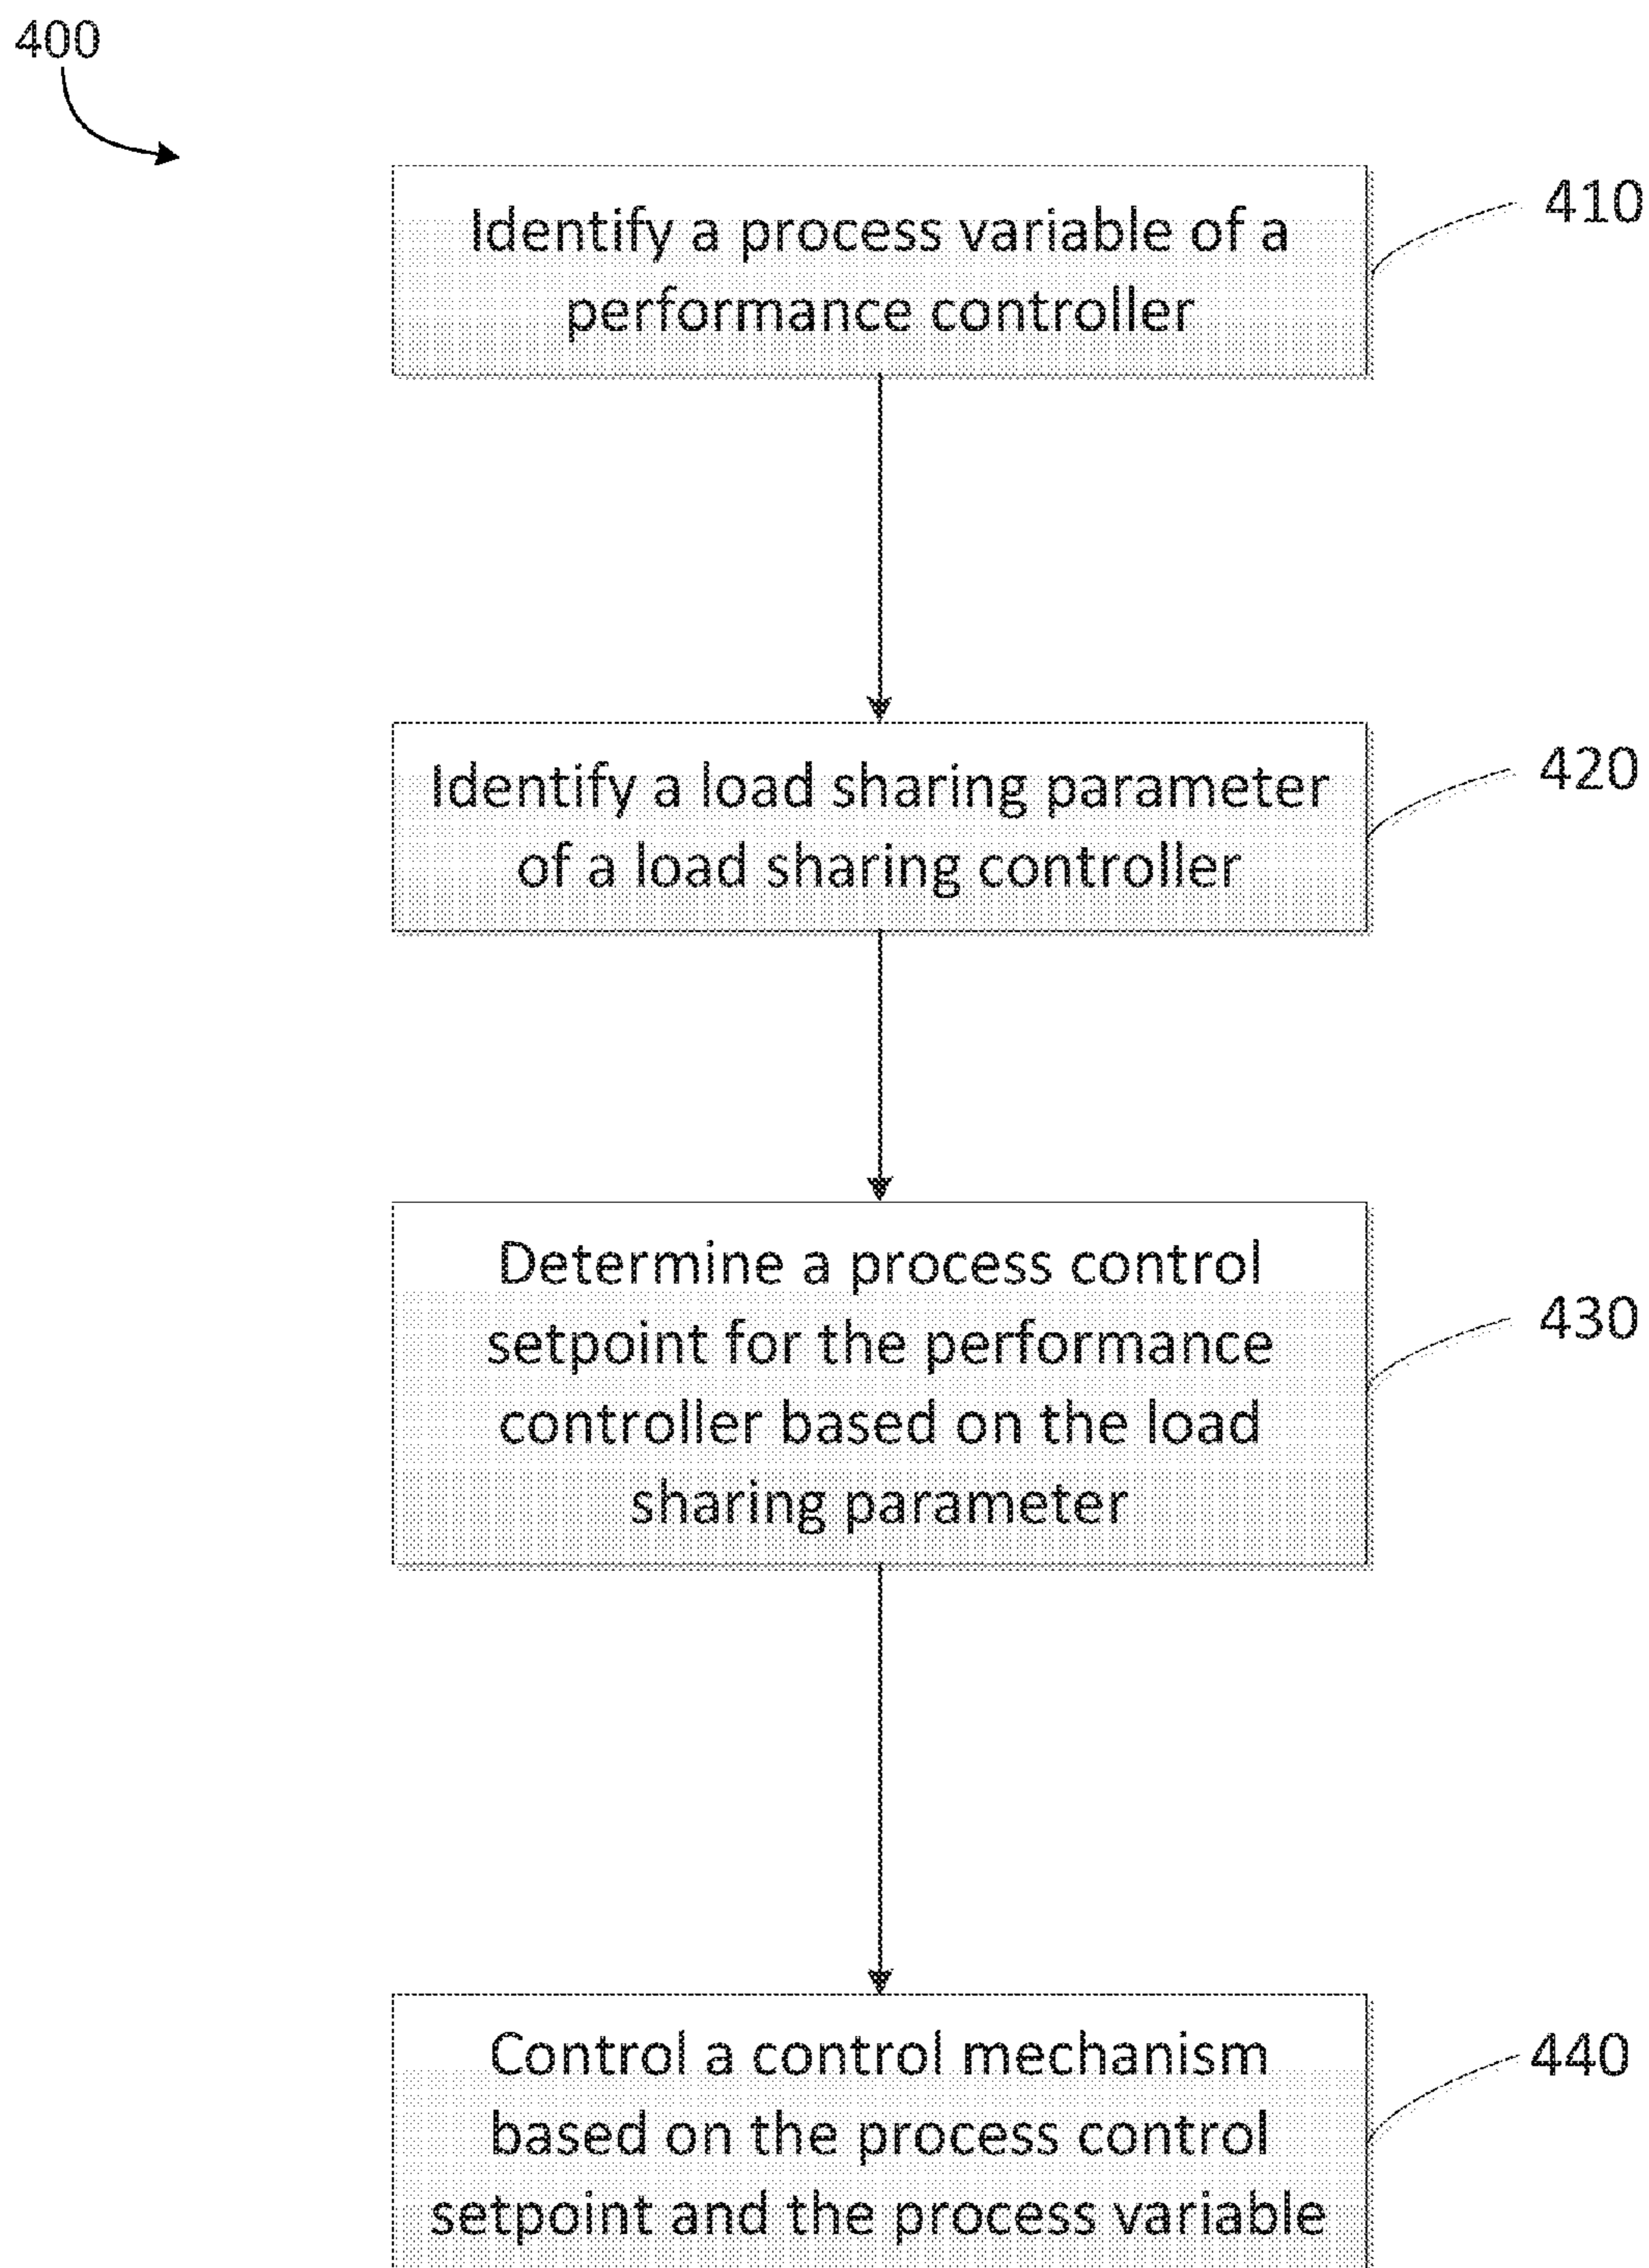 400
Identify a process variable of a
performance controller
410
Identify a load sharing parameter
of a load sharing controller
420
Determine a process control
setpoint for the performance
controller based on the load
sharing parameter
430
Control a control mechanism
based on the process control
setpoint and the process variable
440